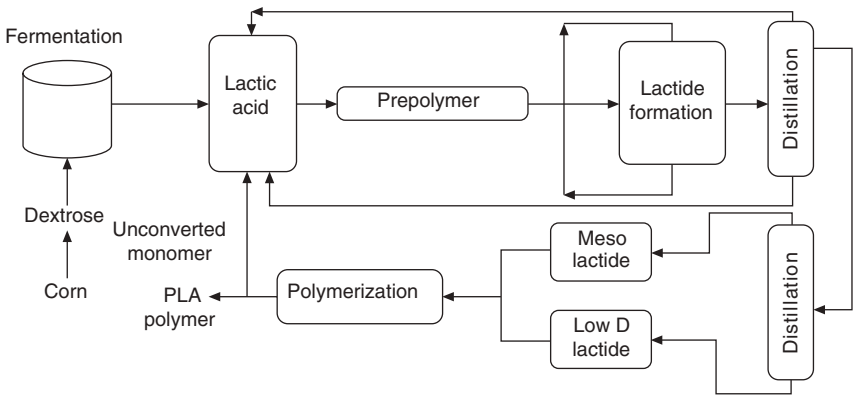 Fermentation
Lactic
acid
Prepolymer
Lactide
formation
Distillation
Dextrose
Corn
Unconverted
monomer
PLA
polymer
Polymerization
Meso
lactide
Low D
lactide
Distillation